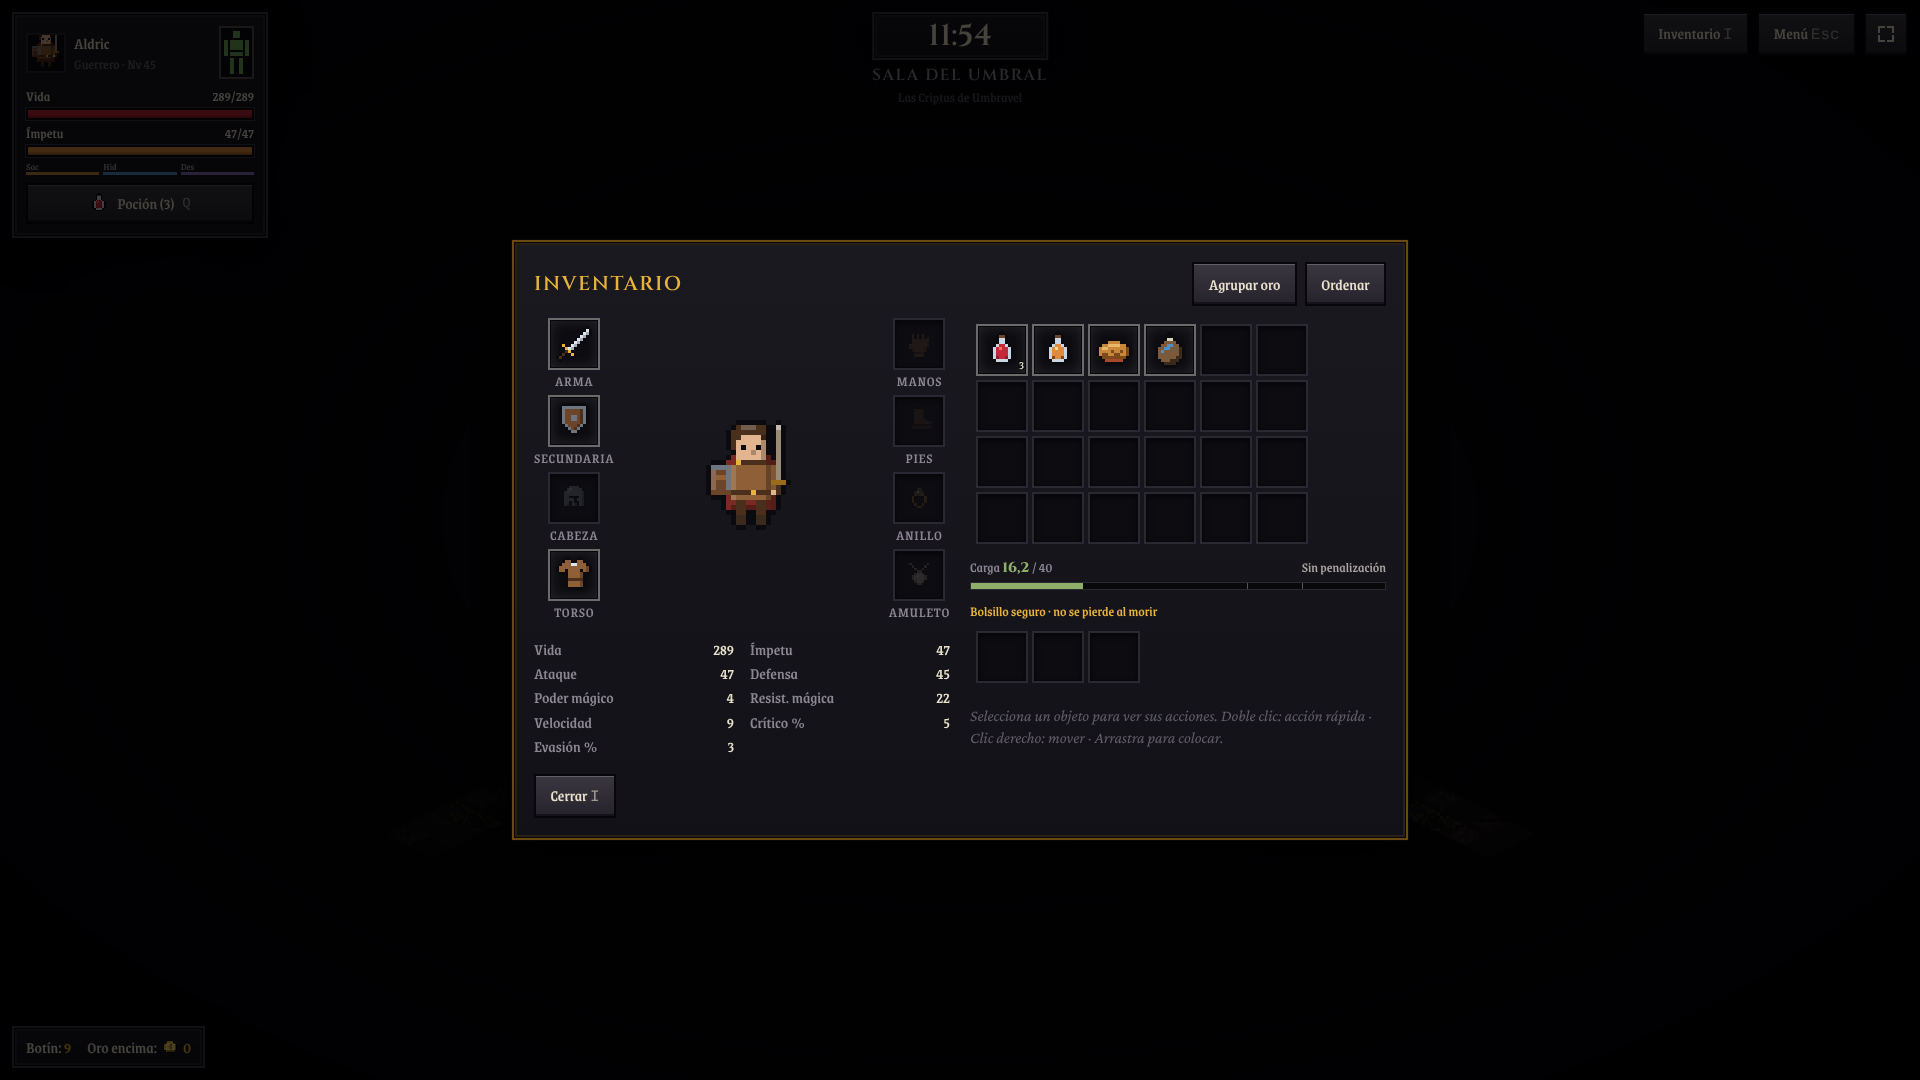 Aldric
Guerrero · Nv 45
Vida 289/289
Ímpetu 47/47
Sac Hid Des
Poción (3) Q
11:54
SALA DEL UMBRAL
Las Criptas de Umbravel
Inventario I
Menú Esc
INVENTARIO
Agrupar oro
Ordenar
ARMA
SECUNDARIA
CABEZA
TORSO
MANOS
PIES
ANILLO
AMULETO
3
Carga 16,2 / 40 Sin penalización
Bolsillo seguro · no se pierde al morir
Vida 289 Ímpetu 47
Ataque 47 Defensa 45
Poder mágico 4 Resist. mágica 22
Velocidad 9 Crítico % 5
Evasión % 3
Selecciona un objeto para ver sus acciones. Doble clic: acción rápida ·
Clic derecho: mover · Arrastra para colocar.
Cerrar I
Botín: 9 Oro encima: 0